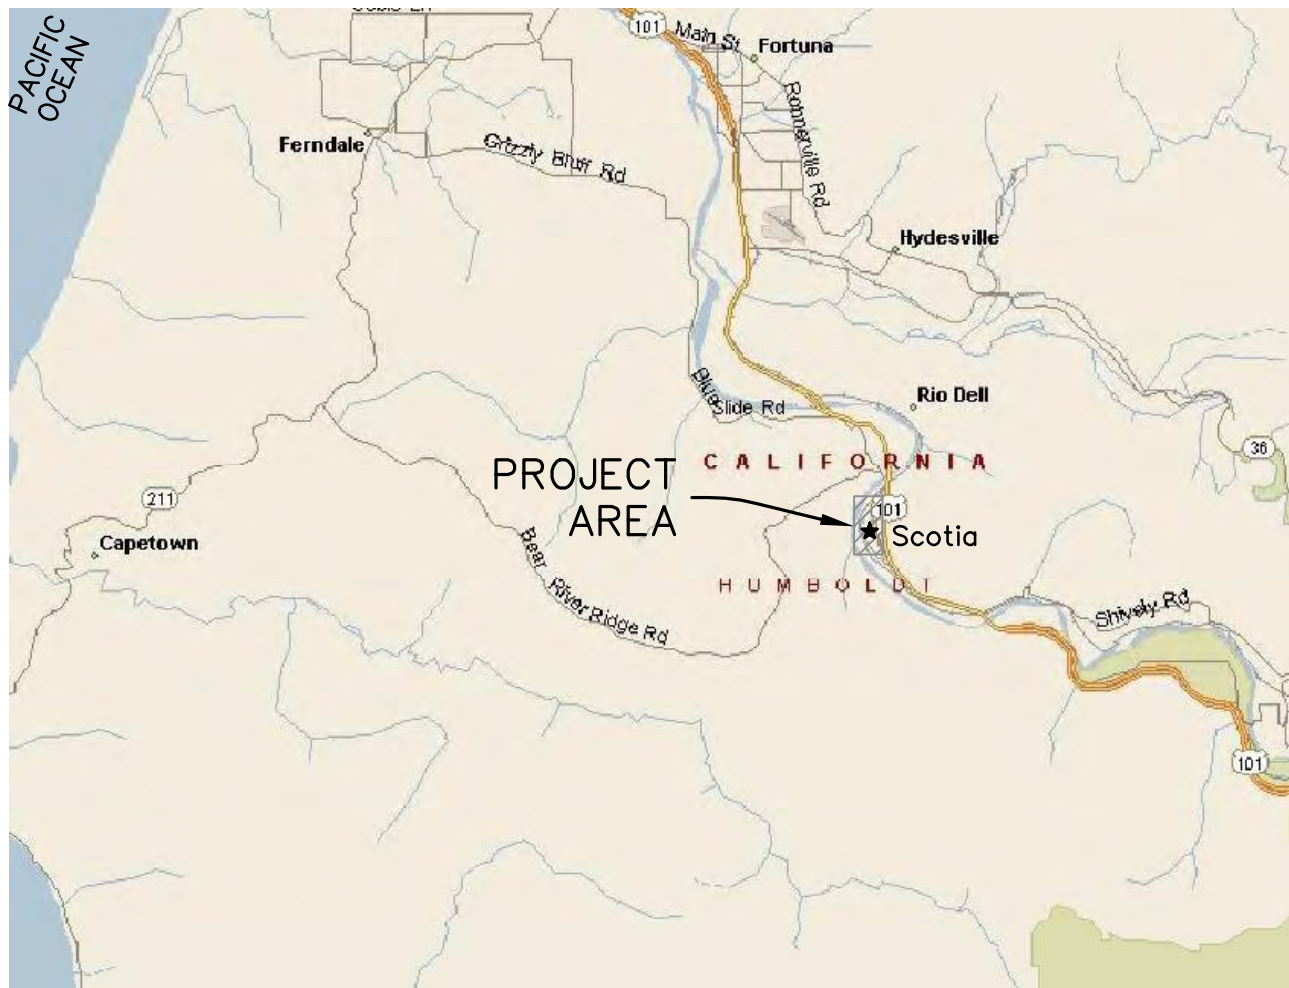 PACIFIC
OCEAN
101
Main St
Fortuna
Rohnerville Rd
Ferndale
Grizzly Bluff Rd
Hydesville
Blue
Slide Rd
Rio Dell
CALIFORNIA
36
PROJECT
AREA
211
101
Scotia
Capetown
Bear River Ridge Rd
HUMBOLDT
Shively Rd
101